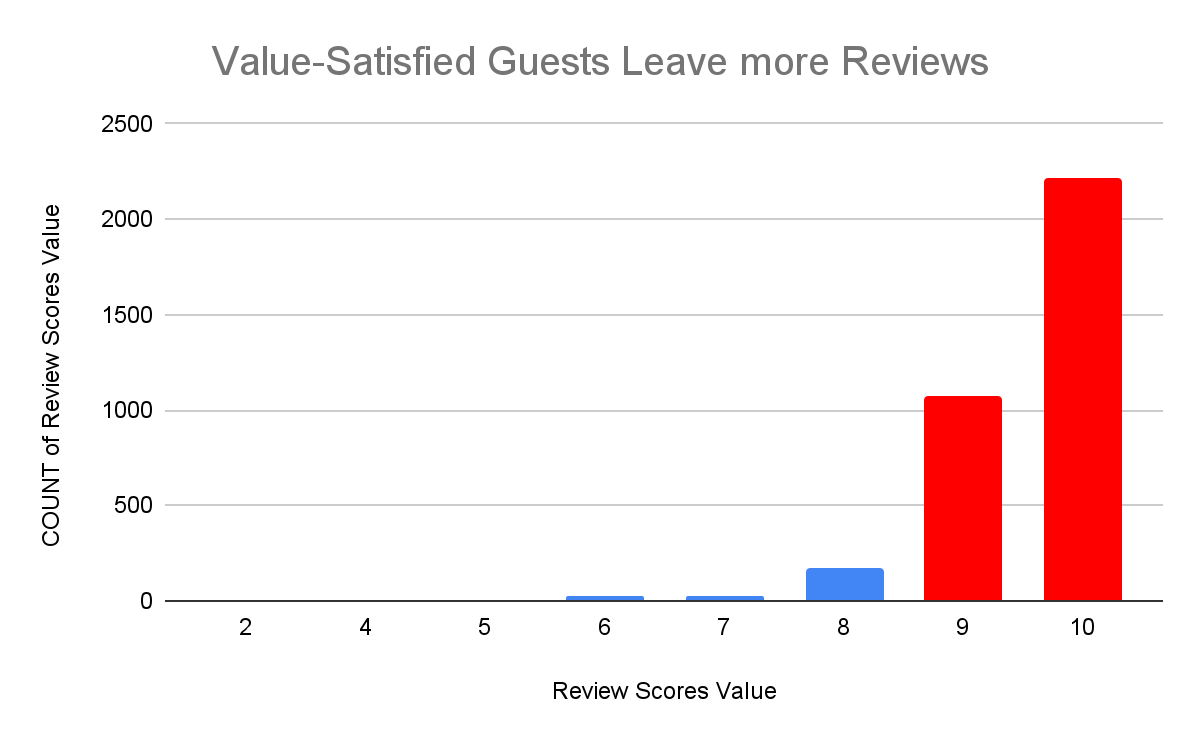 Value-Satisfied Guests Leave more Reviews
COUNT of Review Scores Value
2500
2000
1500
1000
500
0
2 4 5 6 7 8 9 10
Review Scores Value